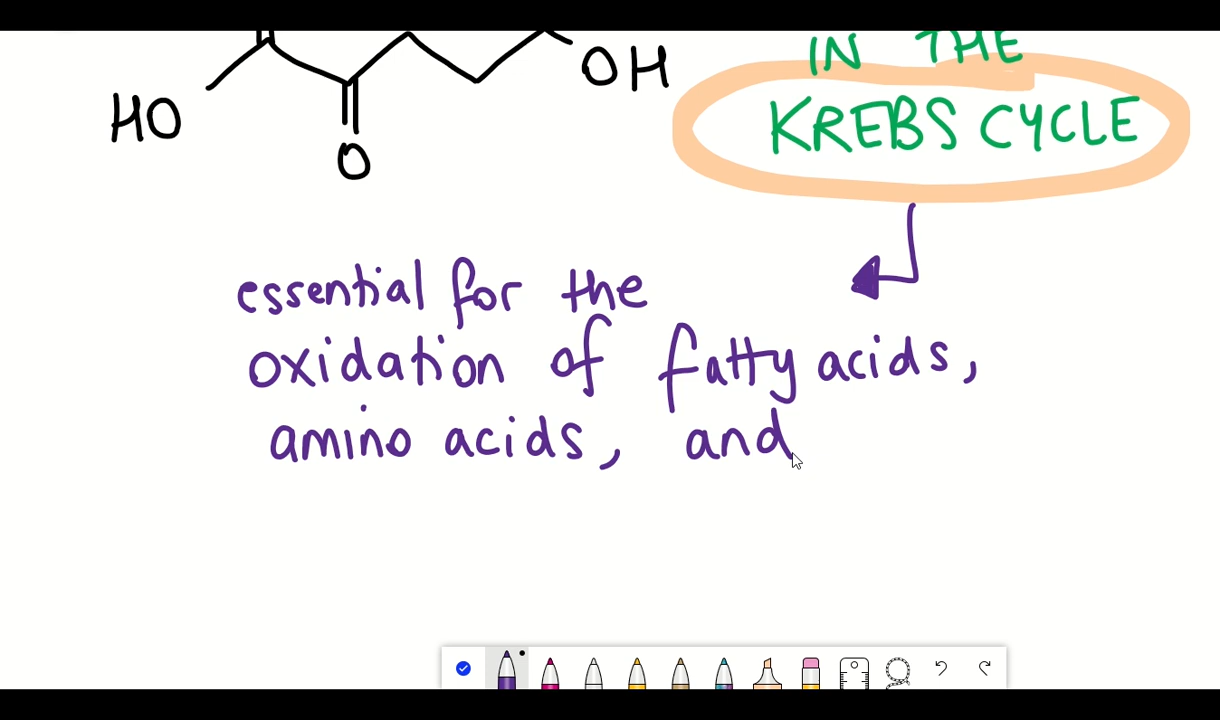 IN THE
OH
HO
KREBS CYCLE
O
essential for the
oxidation of fatty acids,
amino acids, and